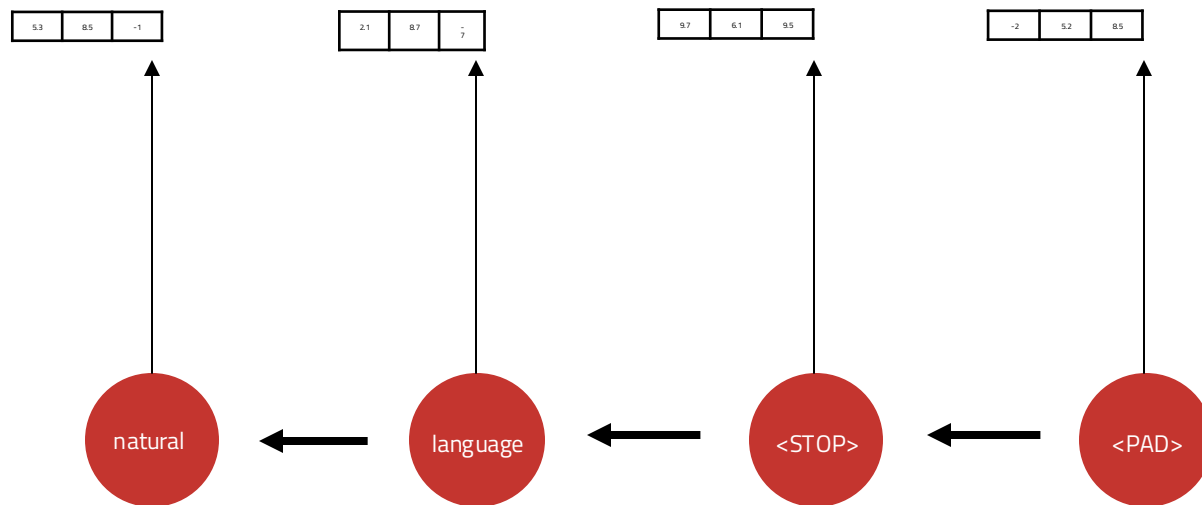 5.3 8.5 -1
2.1 8.7 -
7
9.7 6.1 9.5
-2 5.2 8.5
natural
language
<STOP>
<PAD>